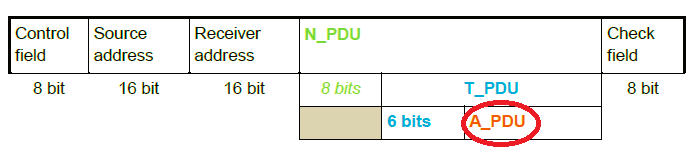 Control field
Source address
Receiver address
N_PDU
Check field
8 bit
16 bit
16 bit
8 bits
T_PDU
8 bit
6 bits
A_PDU